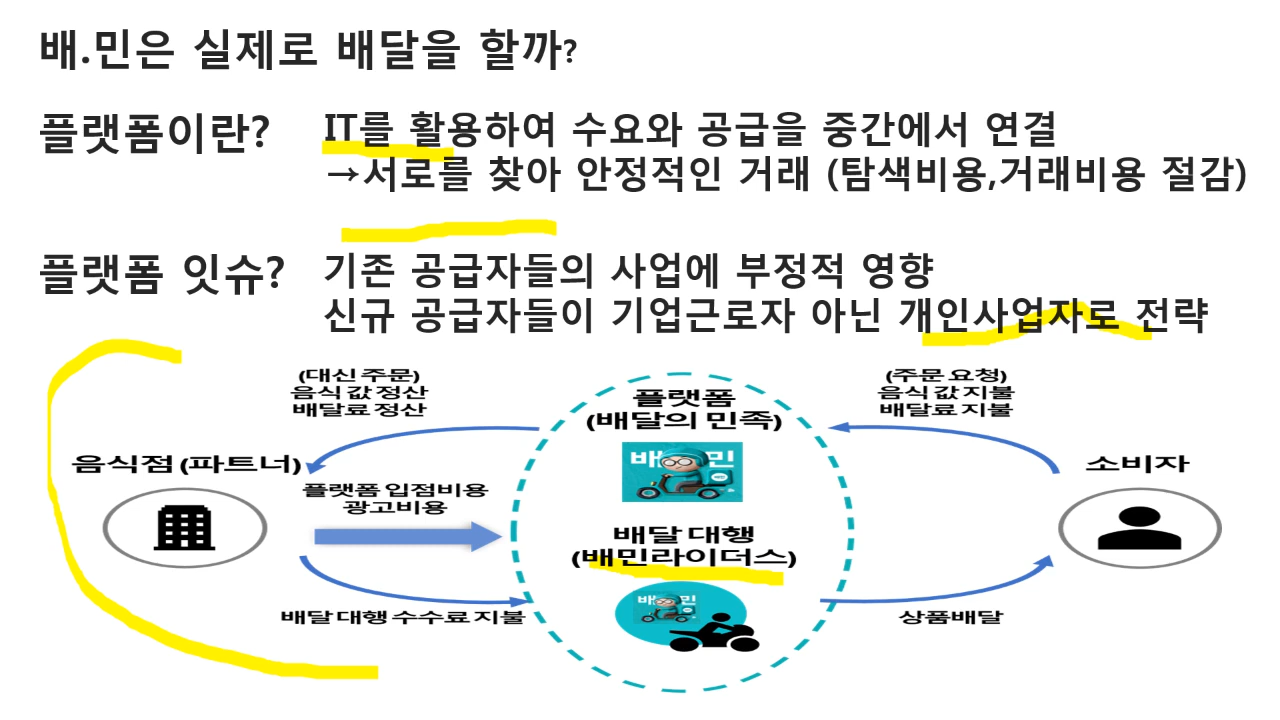 배.민은 실제로 배달을 할까?
플랫폼이란?
IT를 활용하여 수요와 공급을 중간에서 연결
→서로를 찾아 안정적인 거래 (탐색비용,거래비용 절감)
플랫폼 잇슈?
기존 공급자들의 사업에 부정적 영향
신규 공급자들이 기업근로자 아닌 개인사업자로 전략
(대신 주문)
음식 값 정산
배달료 정산
플랫폼
(배달의 민족)
배 민
(주문 요청)
음식 값 지불
배달료 지불
음식점 (파트너)
플랫폼 입점비용
광고비용
소비자
배달 대행
(배민라이더스)
배달 대행 수수료 지불
배 민
상품배달